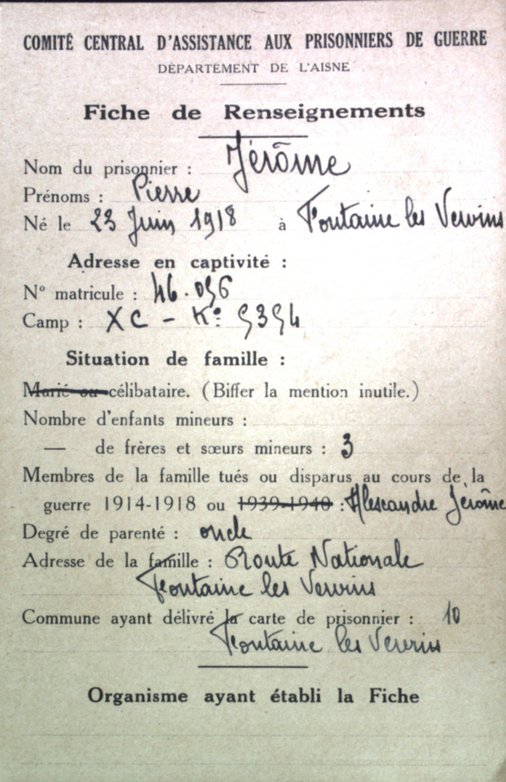 COMITÉ CENTRAL D'ASSISTANCE AUX PRISONNIERS DE GUERRE
DÉPARTEMENT DE L'AISNE
Fiche de Renseignements
Nom du prisonnier : Jérôme
Prénoms : Pierre
Né le 23 Juin 1918 à Fontaine les Vervins
Adresse en captivité :
N° matricule : 46.096
Camp : XC - K° 9394
Situation de famille :
Marié ou célibataire. (Biffer la mention inutile.)
Nombre d'enfants mineurs :
— de frères et sœurs mineurs : 3
Membres de la famille tués ou disparus au cours de la
guerre 1914-1918 ou 1939-1940 : Alexandre Jérôme
Degré de parenté : oncle
Adresse de la famille : Route Nationale
Fontaine les Vervins
Commune ayant délivré la carte de prisonnier : 10
Fontaine les Vervins
Organisme ayant établi la Fiche